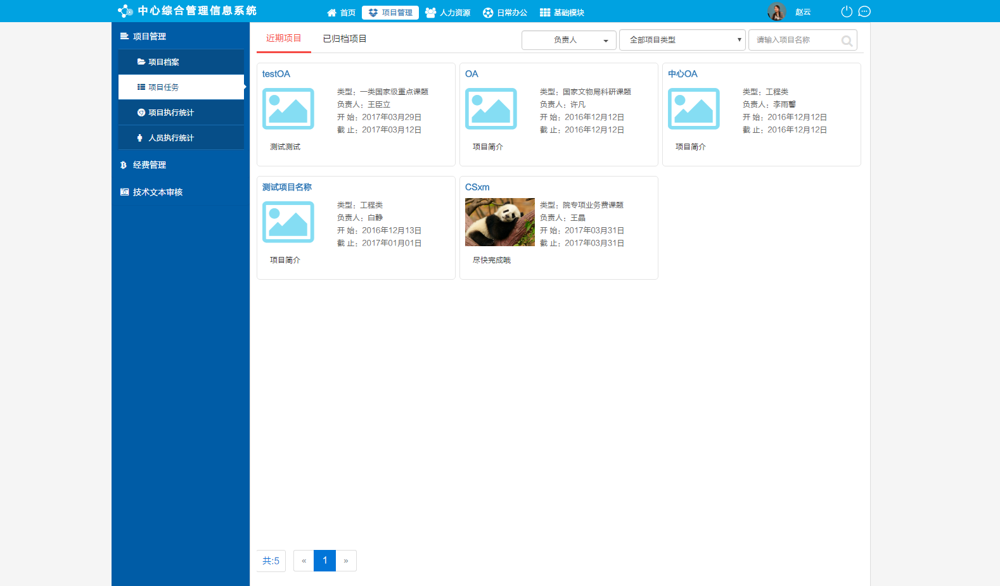 中心综合管理信息系统
首页
项目管理
人力资源
日常办公
基础模块
赵云
项目管理
项目档案
项目任务
项目执行统计
人员执行统计
经费管理
技术文本审核
近期项目
已归档项目
负责人
全部项目类型
请输入项目名称
testOA
类型：一类国家级重点课题
负责人：王臣立
开 始：2017年03月29日
截 止：2017年03月12日
测试测试
OA
类型：国家文物局科研课题
负责人：许凡
开 始：2016年12月12日
截 止：2016年12月12日
项目简介
中心OA
类型：工程类
负责人：李雨馨
开 始：2016年12月12日
截 止：2016年12月12日
项目简介
测试项目名称
类型：工程类
负责人：白静
开 始：2016年12月13日
截 止：2017年01月01日
项目简介
CSxm
类型：院专项业务费课题
负责人：王晶
开 始：2017年03月31日
截 止：2017年03月31日
尽快完成哦
共:5
«
1
»